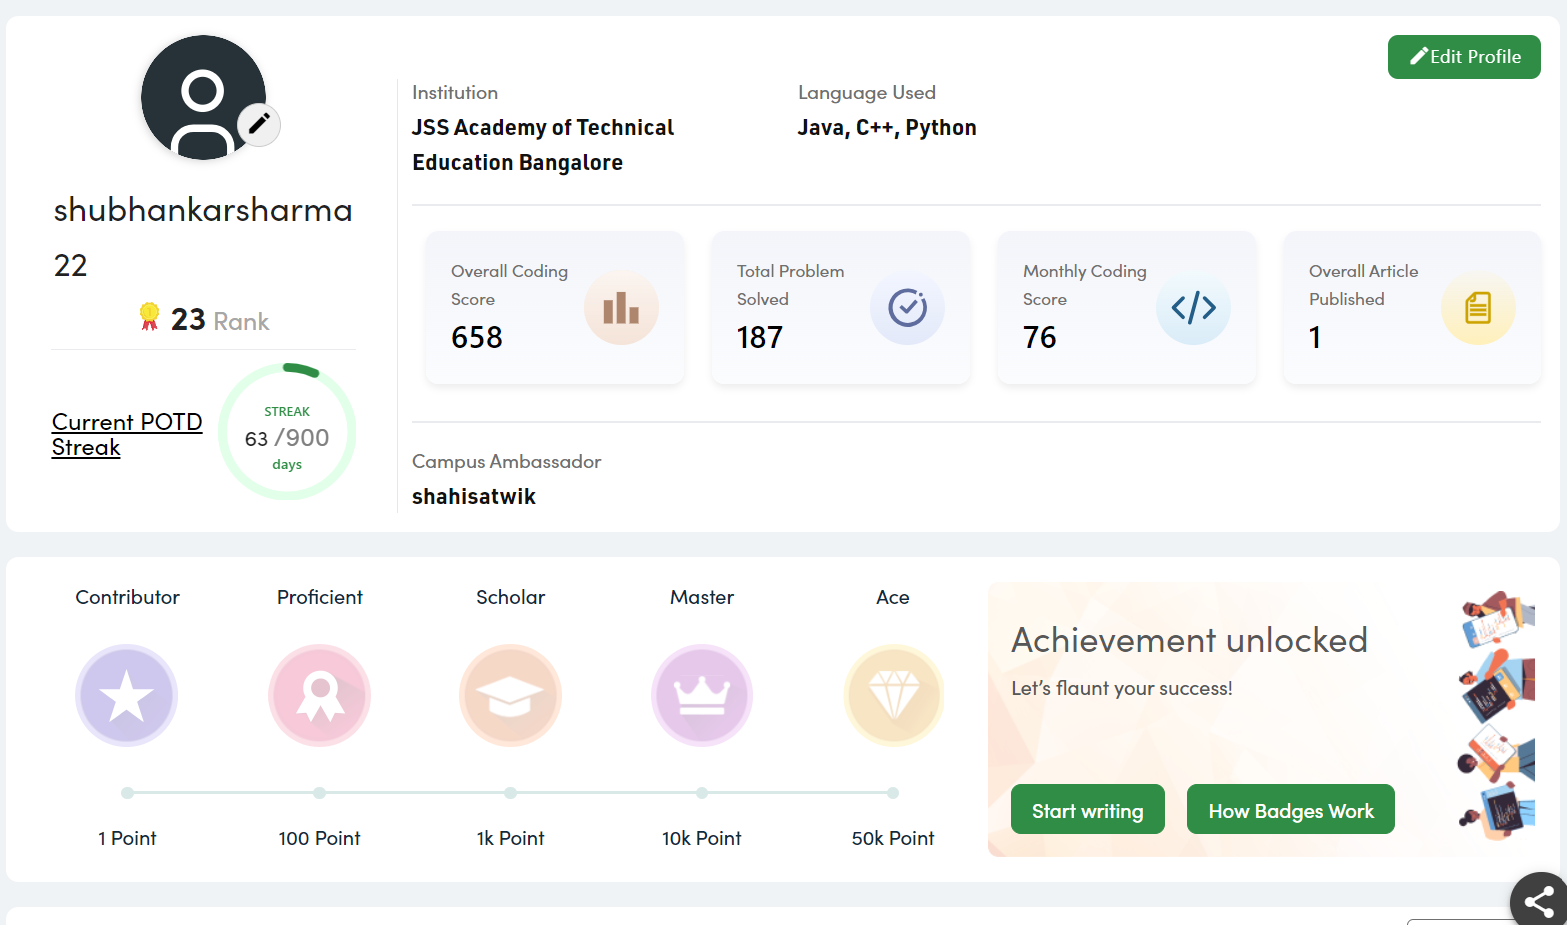 Edit Profile
Institution
JSS Academy of Technical
Education Bangalore
Language Used
Java, C++, Python
shubhankarsharma
22
23 Rank
Current POTD
Streak
STREAK
63 /900
days
Overall Coding
Score
658
Total Problem
Solved
187
Monthly Coding
Score
76
Overall Article
Published
1
Campus Ambassador
shahisatwik
Contributor
Proficient
Scholar
Master
Ace
1 Point
100 Point
1k Point
10k Point
50k Point
Achievement unlocked
Let’s flaunt your success!
Start writing
How Badges Work